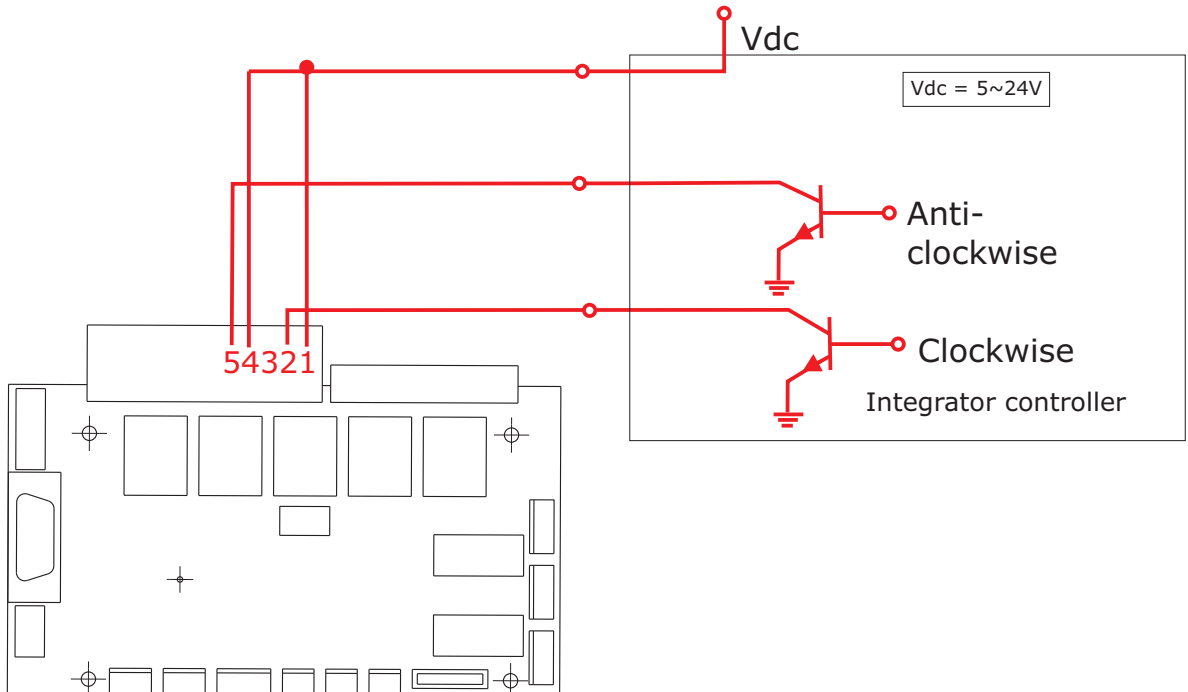 Vdc
Vdc = 5~24V
Anti-
clockwise
54321
Clockwise
Integrator controller